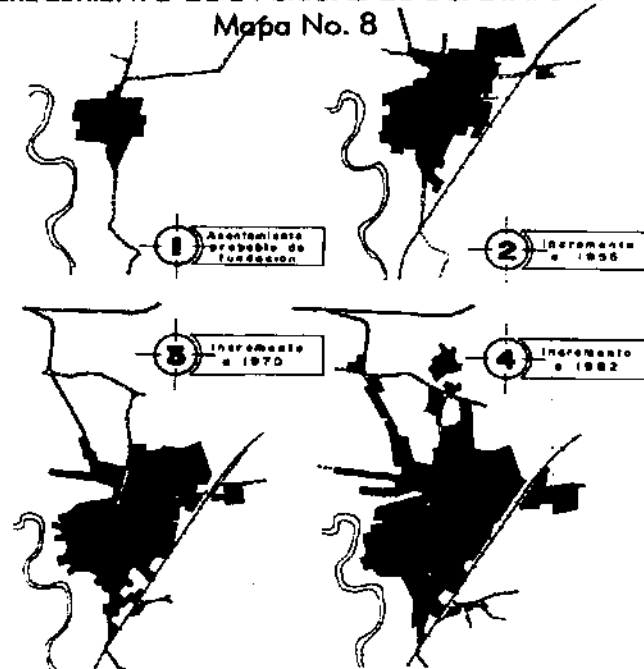 Mapa No. 8
1
Asentamiento
probable de
fundación
2
Incremento
a 1956
3
Incremento
a 1970
4
Incremento
a 1982